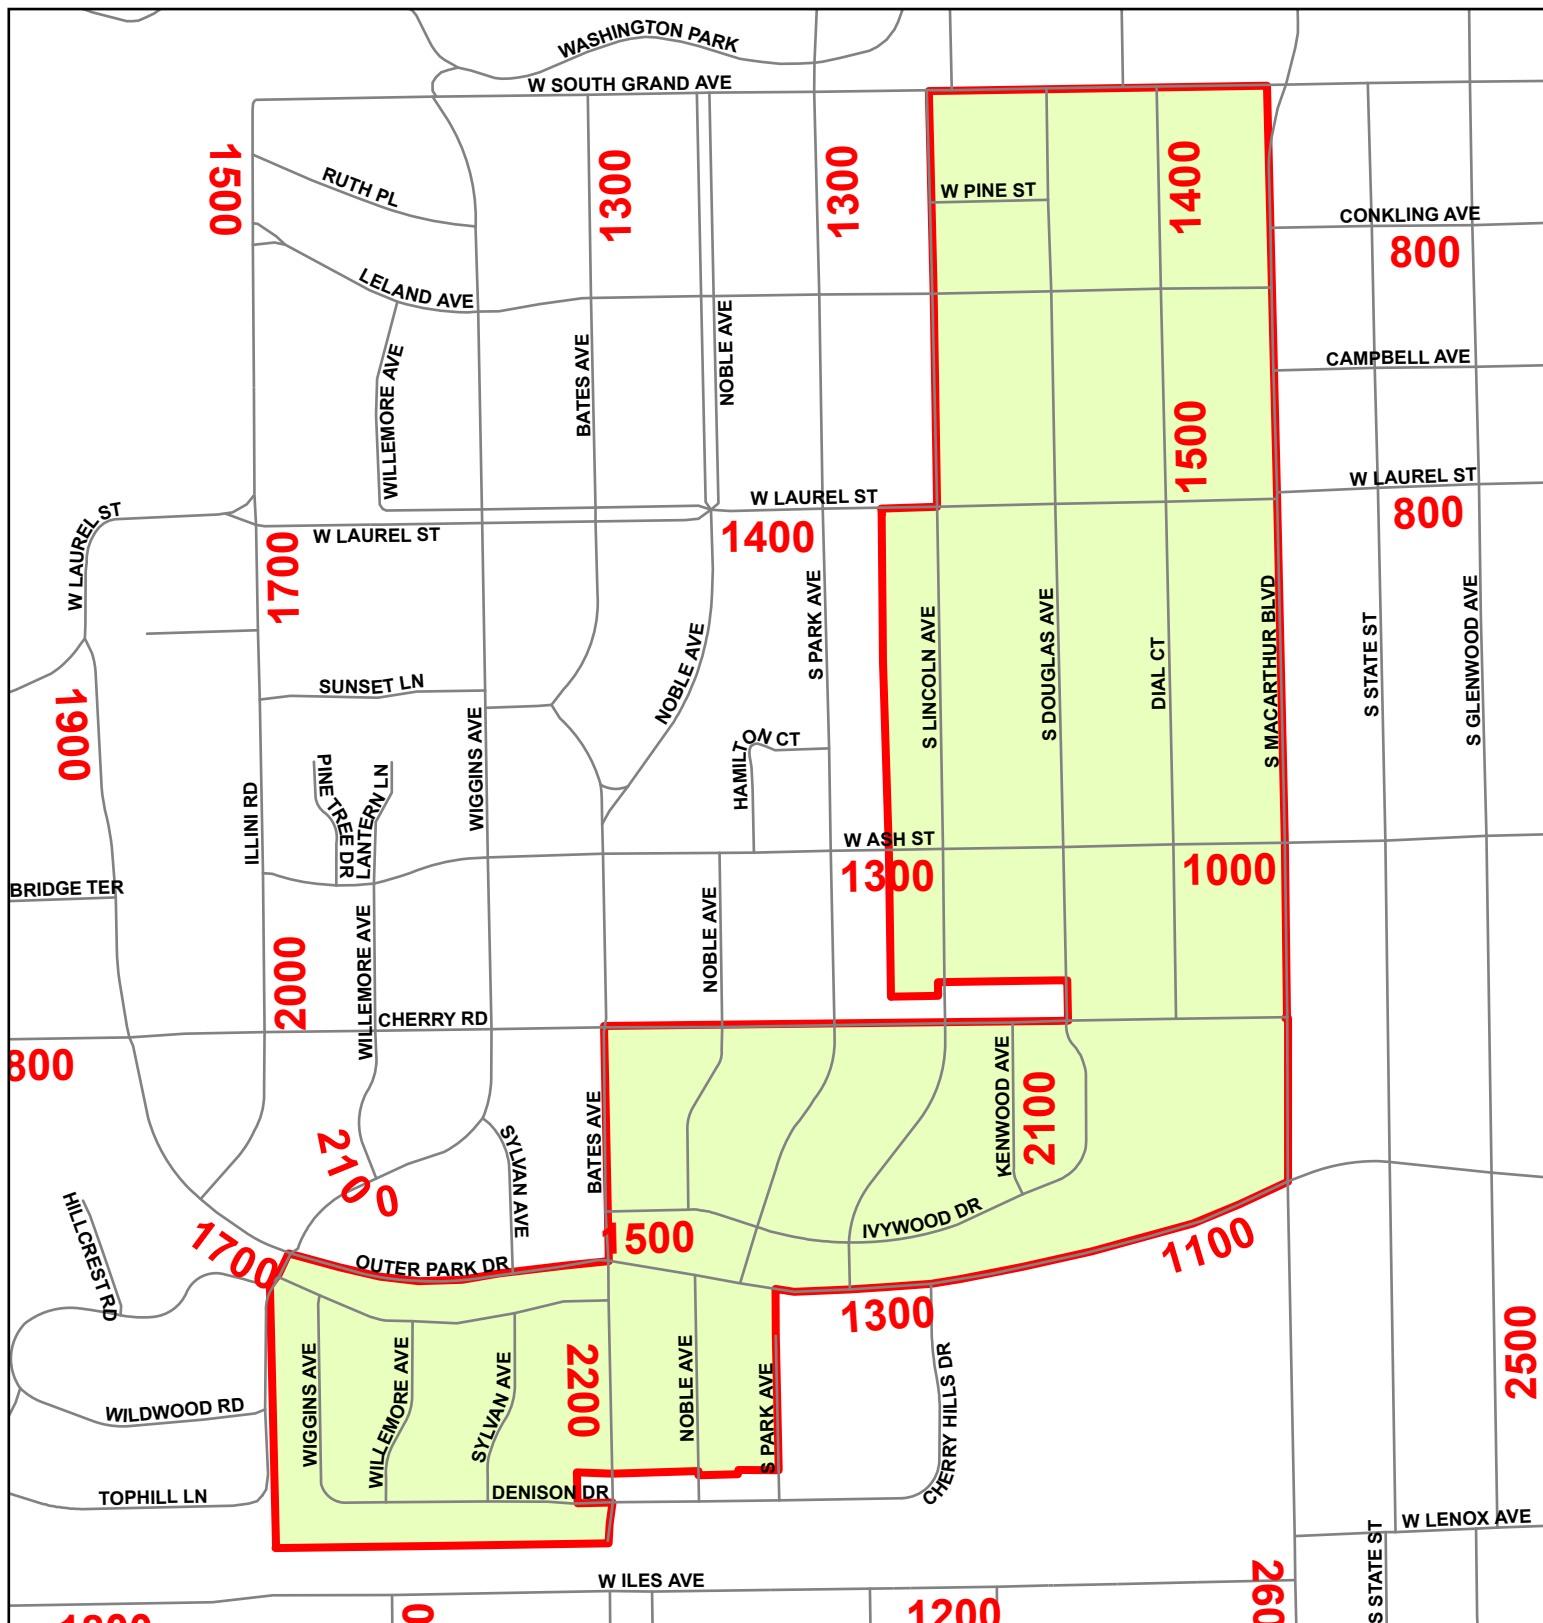 WASHINGTON PARK
W SOUTH GRAND AVE
1500
RUTH PL
1300
1300
W PINE ST
1400
CONKLING AVE
800
LELAND AVE
WILLEMORE AVE
BATES AVE
NOBLE AVE
CAMPBELL AVE
1500
W LAUREL ST
W LAUREL ST
800
W LAUREL ST
W LAUREL ST
1400
1700
S PARK AVE
S LINCOLN AVE
S DOUGLAS AVE
DIAL CT
S MACARTHUR BLVD
S STATE ST
S GLENWOOD AVE
NOBLE AVE
SUNSET LN
1900
WIGGINS AVE
HAMILTON CT
PINE TREE DR
LANTERN LN
ILLINI RD
W ASH ST
1300
1000
BRIDGE TER
WILLEMORE AVE
NOBLE AVE
2000
CHERRY RD
800
KENWOOD AVE
2100
BATES AVE
2100
SYLVAN AVE
HILLCREST RD
IVYWOOD DR
1700
1500
1100
OUTER PARK DR
1300
2500
WIGGINS AVE
WILLEMORE AVE
SYLVAN AVE
2200
NOBLE AVE
S PARK AVE
CHERRY HILLS DR
WILDWOOD RD
TOPHILL LN
DENISON DR
W LENOX AVE
S STATE ST
W ILES AVE
260
1800
0
1200